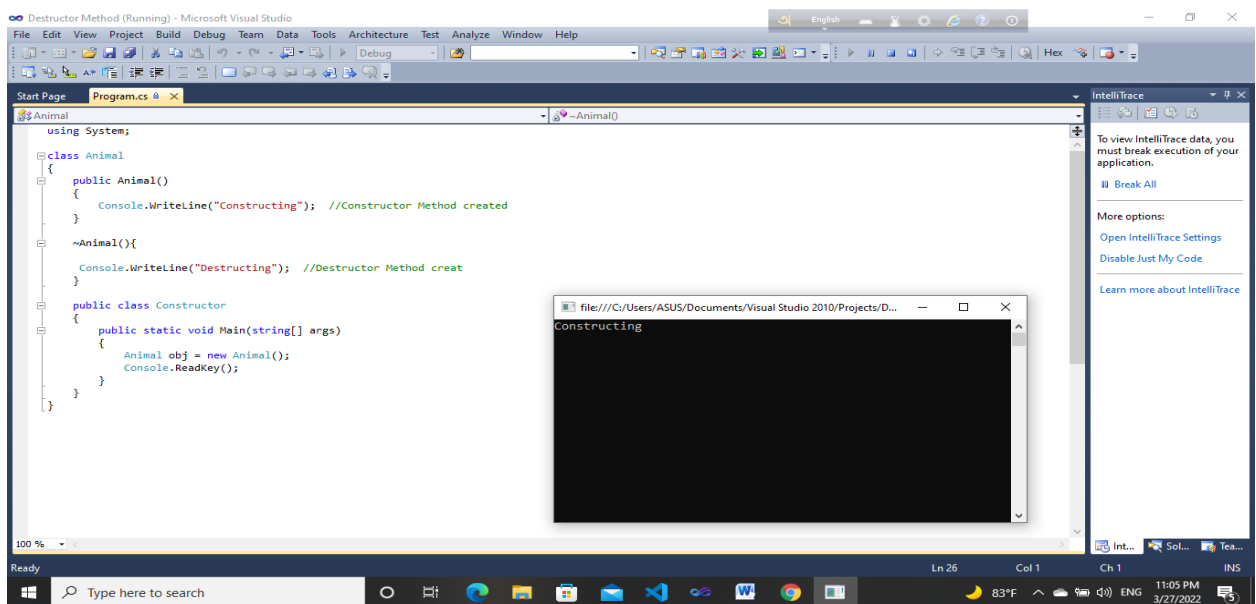 Destructor Method (Running) - Microsoft Visual Studio
English
File Edit View Project Build Debug Team Data Tools Architecture Test Analyze Window Help
Debug
Hex
Start Page Program.cs
Animal
~Animal()
using System;
class Animal
{
public Animal()
{
Console.WriteLine("Constructing"); //Constructor Method created
}
~Animal(){
Console.WriteLine("Destructing"); //Destructor Method creat
}
public class Constructor
{
public static void Main(string[] args)
{
Animal obj = new Animal();
Console.ReadKey();
}
}
}
file:///C:/Users/ASUS/Documents/Visual Studio 2010/Projects/D...
Constructing
IntelliTrace
To view IntelliTrace data, you
must break execution of your
application.
Break All
More options:
Open IntelliTrace Settings
Disable Just My Code
Learn more about IntelliTrace
100 %
Int... Sol... Tea...
Ready
Ln 26 Col 1 Ch 1 INS
Type here to search
83°F
ENG
11:05 PM
3/27/2022
5